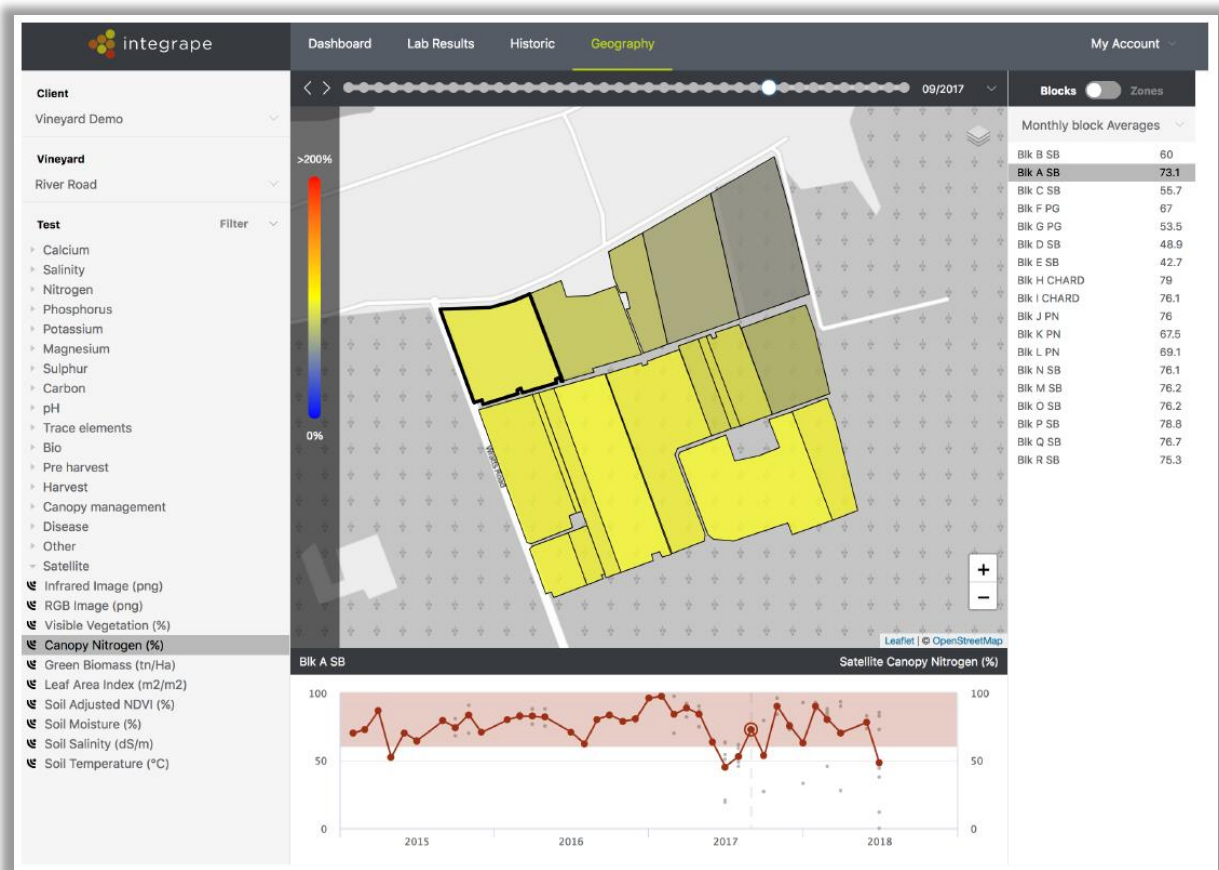 integrape
Dashboard
Lab Results
Historic
Geography
My Account
Client
Vineyard Demo
Vineyard
River Road
Test
Filter
Calcium
Salinity
Nitrogen
Phosphorus
Potassium
Magnesium
Sulphur
Carbon
pH
Trace elements
Bio
Pre harvest
Harvest
Canopy management
Disease
Other
Satellite
Infrared Image (png)
RGB Image (png)
Visible Vegetation (%)
Canopy Nitrogen (%)
Green Biomass (tn/Ha)
Leaf Area Index (m2/m2)
Soil Adjusted NDVI (%)
Soil Moisture (%)
Soil Salinity (dS/m)
Soil Temperature (°C)
09/2017
>200%
0%
+
−
Leaflet | © OpenStreetMap
Blocks
Zones
Monthly block Averages
Blk B SB 60
Blk A SB 73.1
Blk C SB 55.7
Blk F PG 67
Blk G PG 53.5
Blk D SB 48.9
Blk E SB 42.7
Blk H CHARD 79
Blk I CHARD 76.1
Blk J PN 76
Blk K PN 67.5
Blk L PN 69.1
Blk N SB 76.1
Blk M SB 76.2
Blk O SB 76.2
Blk P SB 78.8
Blk Q SB 76.7
Blk R SB 75.3
Blk A SB
Satellite Canopy Nitrogen (%)
100 100
50 50
0 0
2015 2016 2017 2018